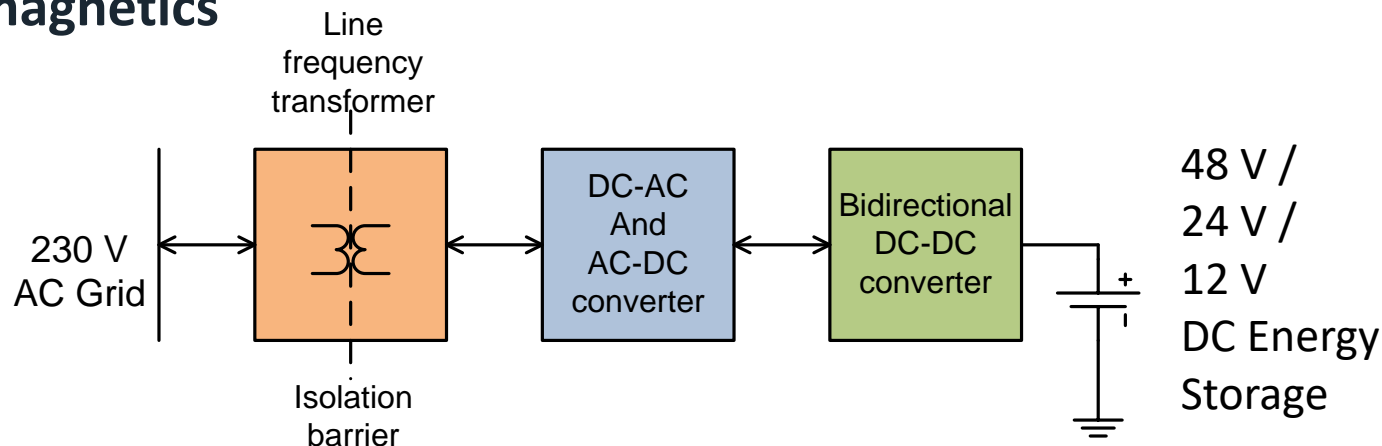 magnetics
Line
frequency
transformer
230 V
AC Grid
Isolation
barrier
DC-AC
And
AC-DC
converter
Bidirectional
DC-DC
converter
+
48 V /
24 V /
12 V
DC Energy
Storage